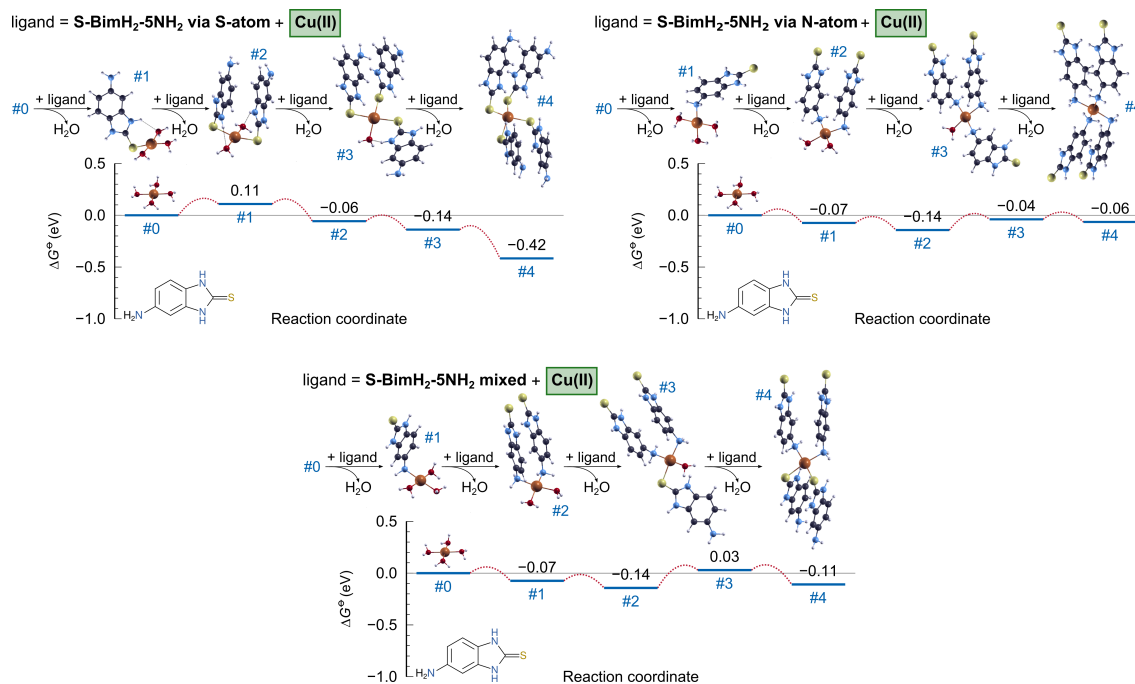 ligand = S-BimH₂-5NH₂ via S-atom + Cu(II)
#0 + ligand H₂O #1 + ligand H₂O #2 + ligand H₂O #3 + ligand H₂O #4
0.5
0.0
−0.5
−1.0
ΔG⊖ (eV)
#0
0.11
#1
−0.06
#2
−0.14
#3
−0.42
#4
H
N
S
N
H
H₂N
Reaction coordinate
ligand = S-BimH₂-5NH₂ via N-atom + Cu(II)
#0 + ligand H₂O #1 + ligand H₂O #2 + ligand H₂O #3 + ligand H₂O
0.5
0.0
−0.5
−1.0
ΔG⊖ (eV)
#0
−0.07
#1
−0.14
#2
−0.04
#3
−0.06
#4
H
N
S
N
H
H₂N
Reaction coordinate
ligand = S-BimH₂-5NH₂ mixed + Cu(II)
#0 + ligand H₂O #1 + ligand H₂O #2 + ligand H₂O #3 + ligand H₂O #4
0.5
0.0
−0.5
−1.0
ΔG⊖ (eV)
#0
−0.07
#1
−0.14
#2
0.03
#3
−0.11
#4
H
N
S
N
H
H₂N
Reaction coordinate